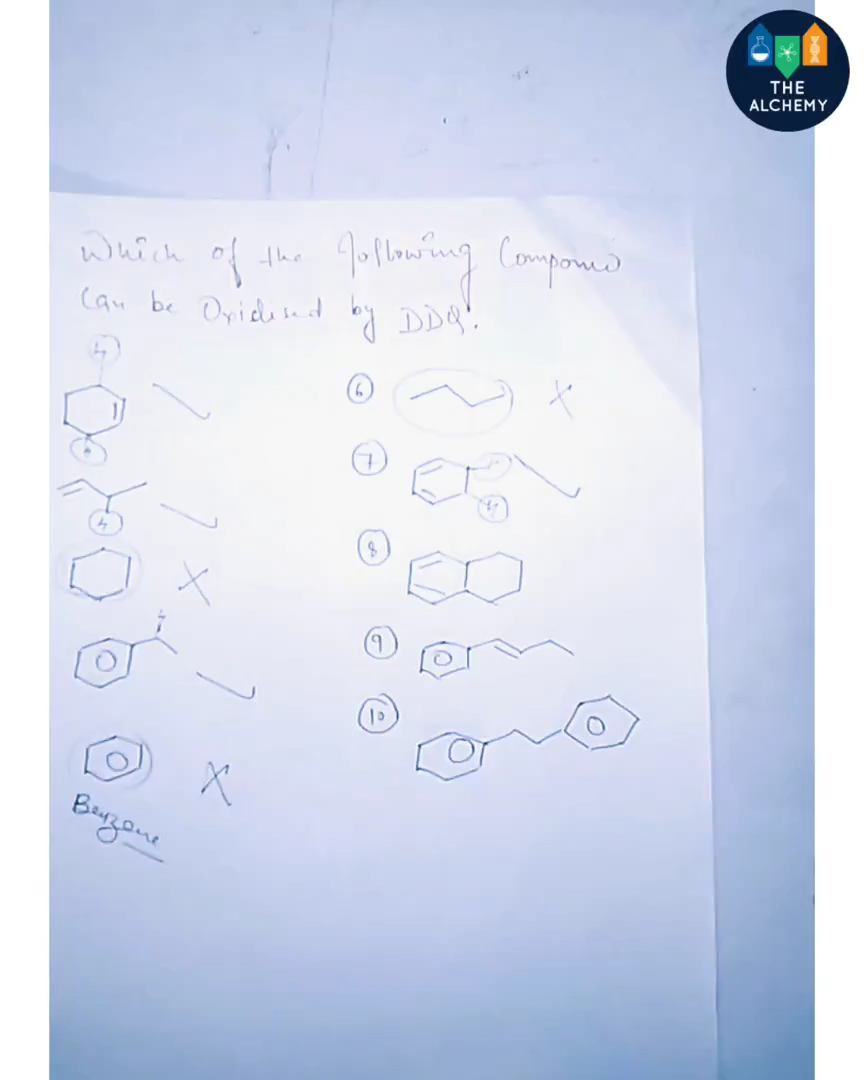 THE
ALCHEMY
Which of the following Compound
Can be Oxidised by DDQ.
H
H
H
H
Benzene
6
7
H
8
9
10